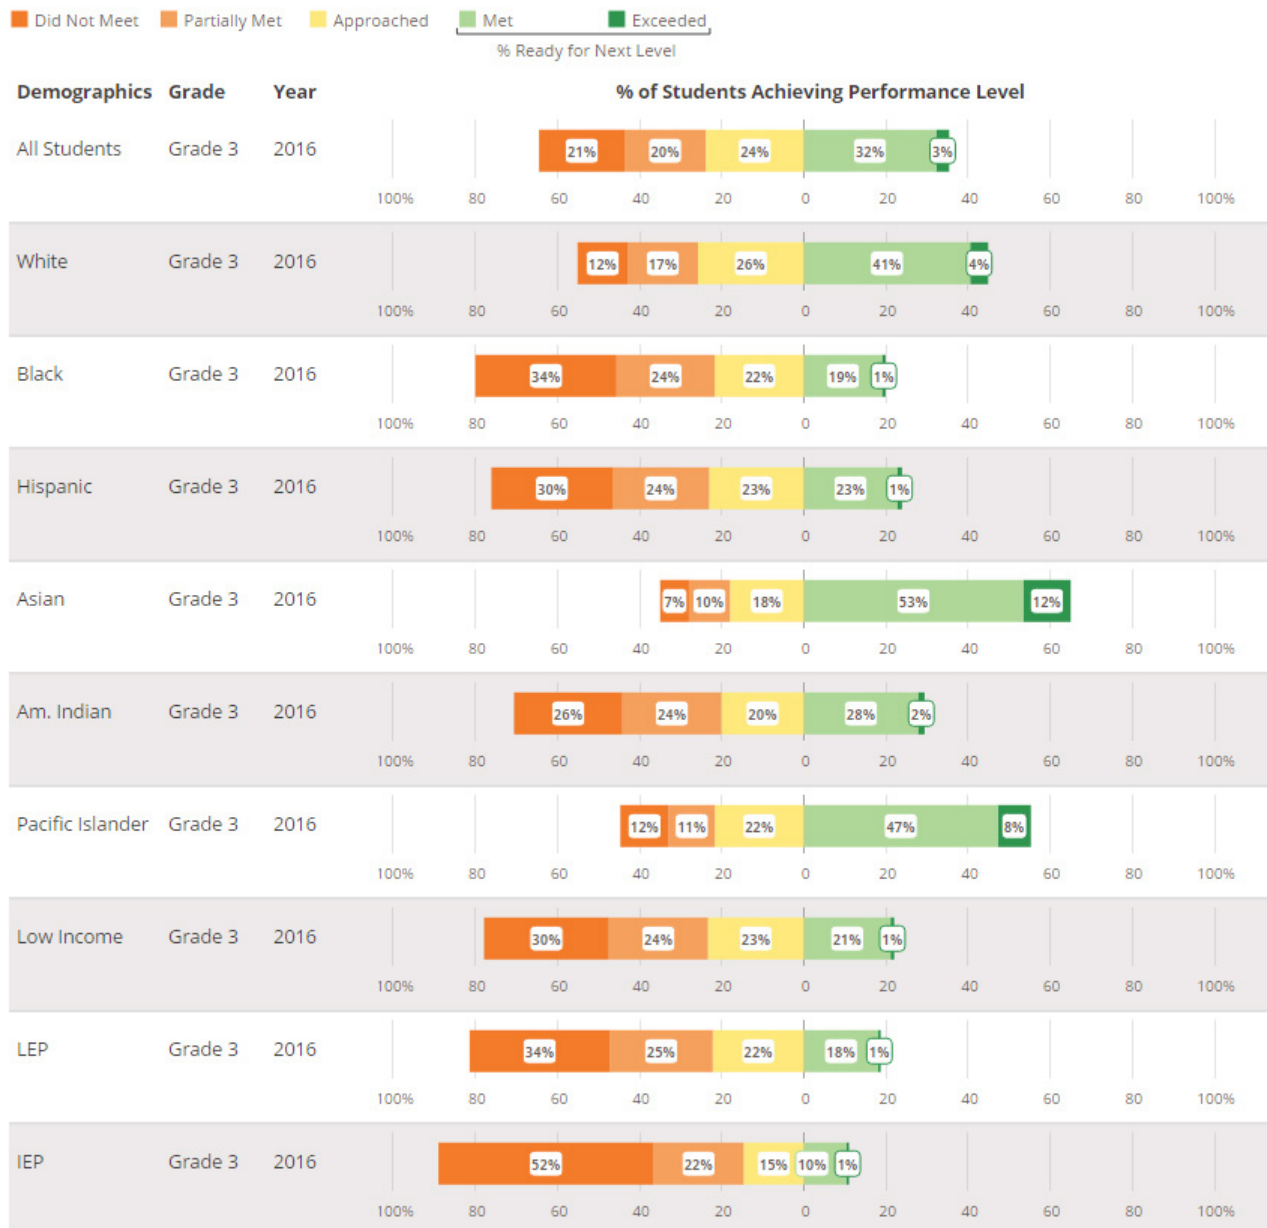 Did Not Meet Partially Met Approached Met Exceeded
% Ready for Next Level
Demographics Grade Year % of Students Achieving Performance Level
All Students Grade 3 2016 21% 20% 24% 32% 3%
100% 80 60 40 20 0 20 40 60 80 100%
White Grade 3 2016 12% 17% 26% 41% 4%
100% 80 60 40 20 0 20 40 60 80 100%
Black Grade 3 2016 34% 24% 22% 19% 1%
100% 80 60 40 20 0 20 40 60 80 100%
Hispanic Grade 3 2016 30% 24% 23% 23% 1%
100% 80 60 40 20 0 20 40 60 80 100%
Asian Grade 3 2016 7% 10% 18% 53% 12%
100% 80 60 40 20 0 20 40 60 80 100%
Am. Indian Grade 3 2016 26% 24% 20% 28% 2%
100% 80 60 40 20 0 20 40 60 80 100%
Pacific Islander Grade 3 2016 12% 11% 22% 47% 8%
100% 80 60 40 20 0 20 40 60 80 100%
Low Income Grade 3 2016 30% 24% 23% 21% 1%
100% 80 60 40 20 0 20 40 60 80 100%
LEP Grade 3 2016 34% 25% 22% 18% 1%
100% 80 60 40 20 0 20 40 60 80 100%
IEP Grade 3 2016 52% 22% 15% 10% 1%
100% 80 60 40 20 0 20 40 60 80 100%